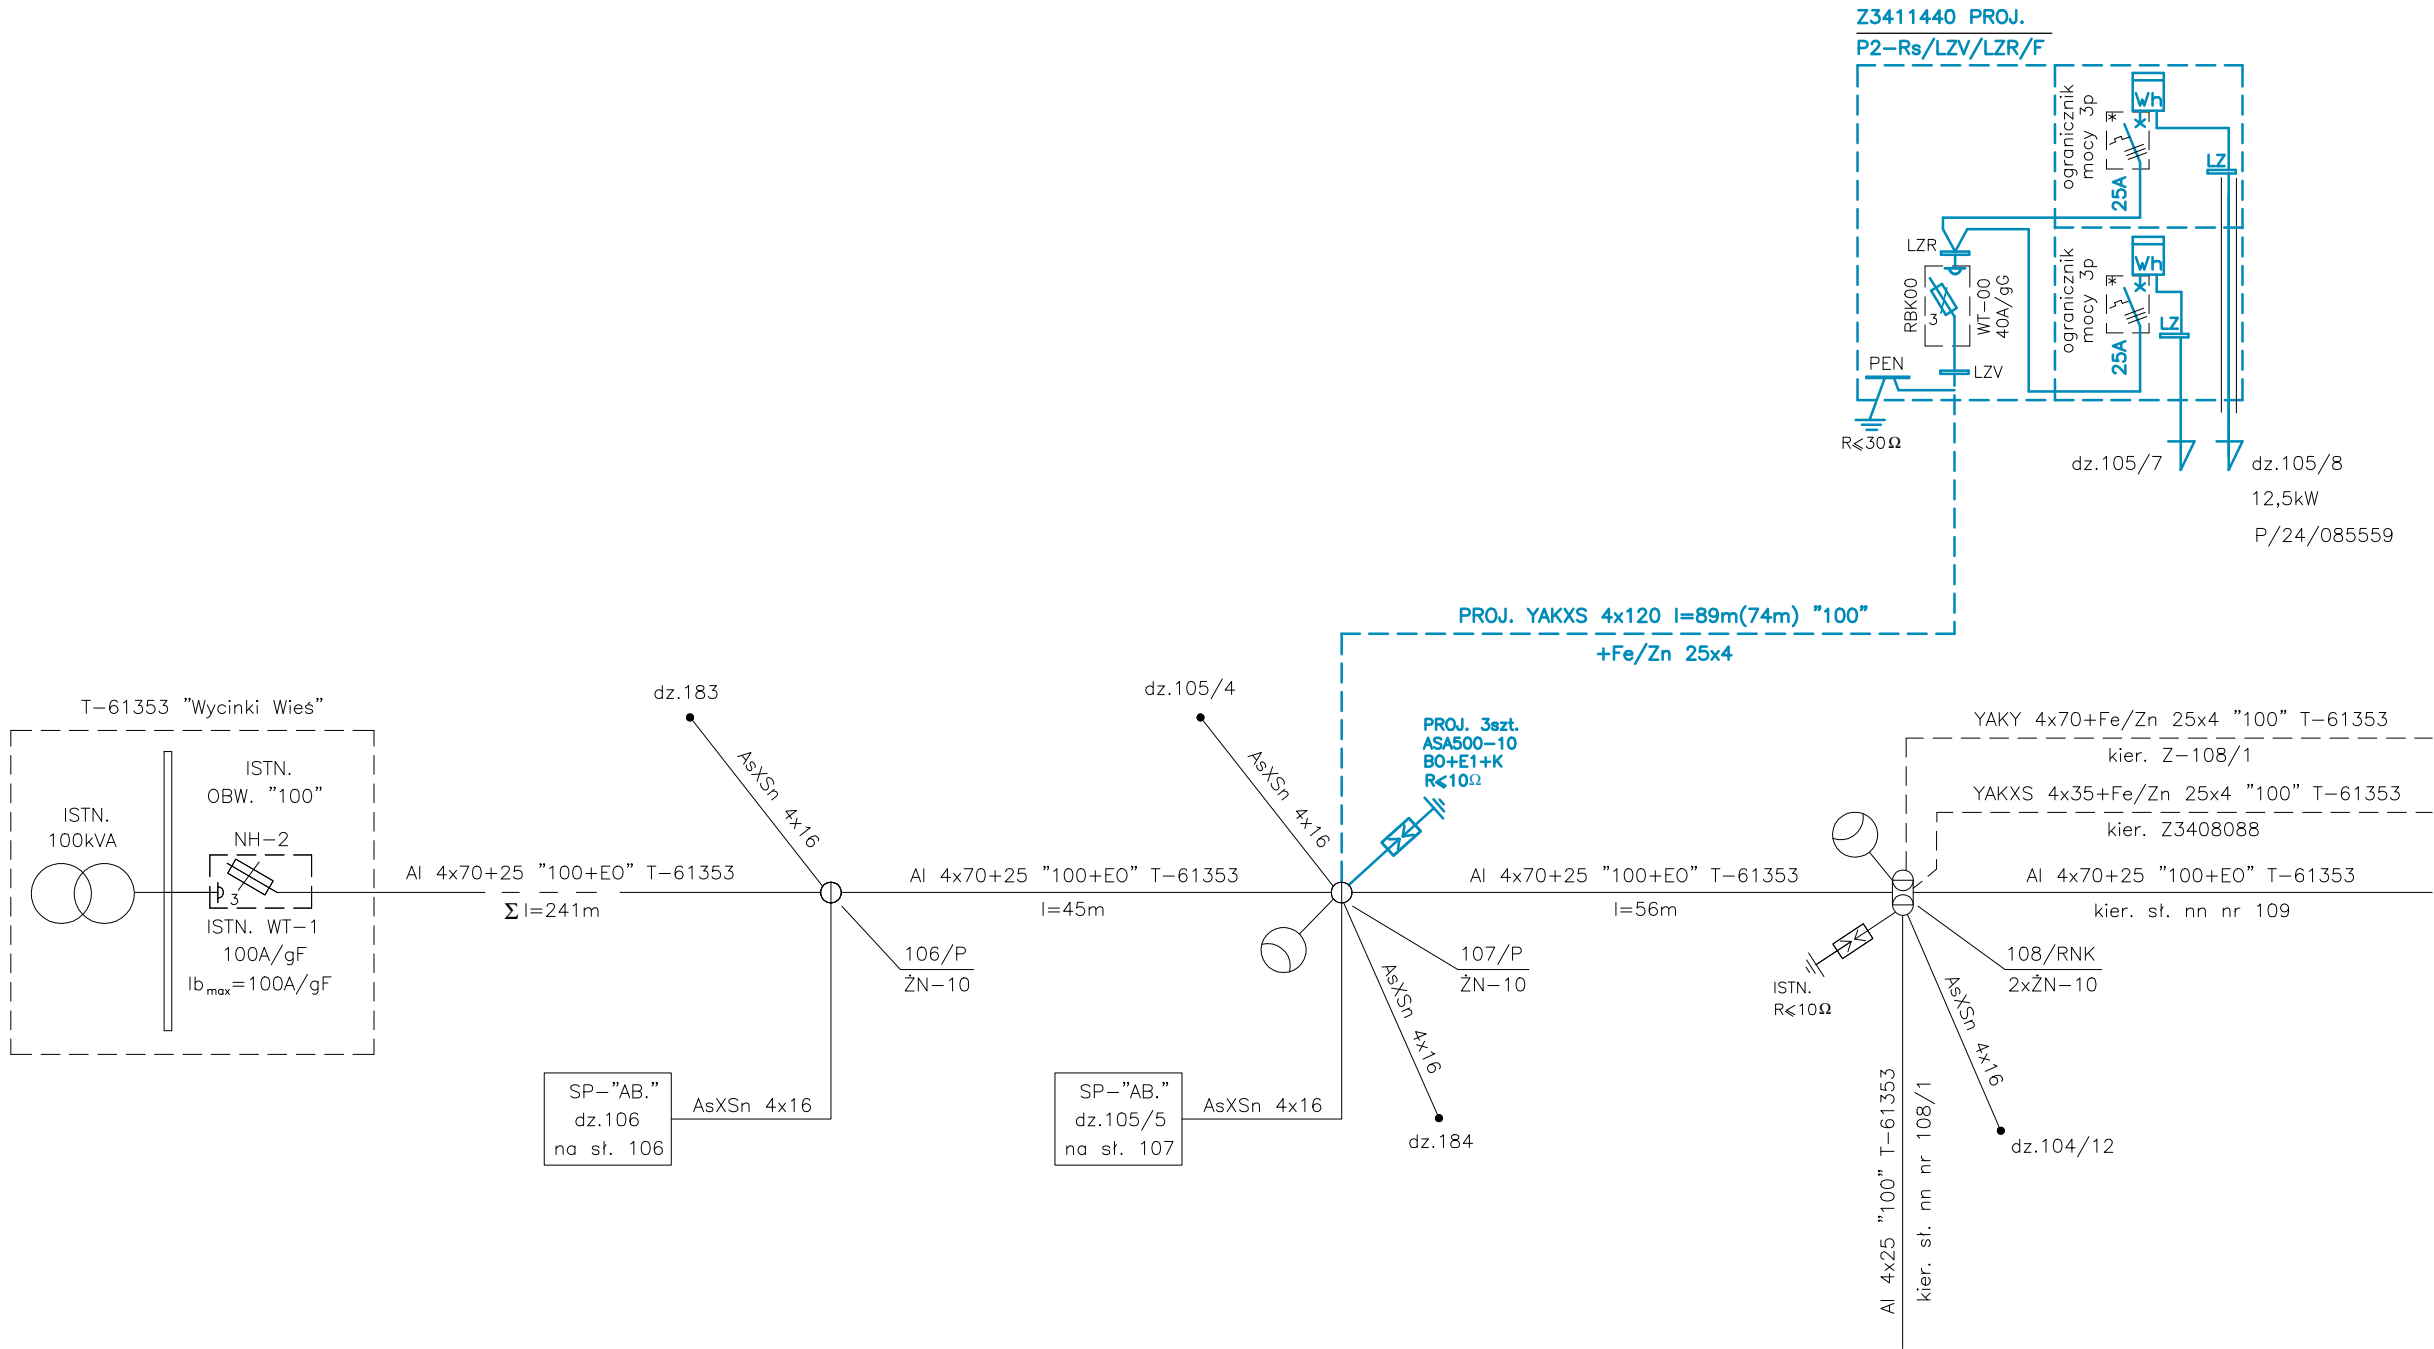 Z3411440 PROJ.
P2-Rs/LZV/LZR/F
ogranicznik
mocy 3p
Wh
*
25A
LZ
LZR
RBK00
3
WT-00
40A/gG
ogranicznik
mocy 3p
Wh
*
25A
LZ
PEN
LZV
R⩽30Ω
dz.105/7
dz.105/8
12,5kW
P/24/085559
PROJ. YAKXS 4x120 l=89m(74m) "100"
+Fe/Zn 25x4
T-61353 "Wycinki Wieś"
ISTN.
100kVA
ISTN.
OBW. "100"
NH-2
3
ISTN. WT-1
100A/gF
Ibmax=100A/gF
Al 4x70+25 "100+EO" T-61353
Σ l=241m
dz.183
AsXSn 4x16
106/P
ŻN-10
SP-"AB."
dz.106
na sł. 106
AsXSn 4x16
Al 4x70+25 "100+EO" T-61353
l=45m
dz.105/4
AsXSn 4x16
PROJ. 3szt.
ASA500-10
BO+E1+K
R⩽10Ω
107/P
ŻN-10
SP-"AB."
dz.105/5
na sł. 107
AsXSn 4x16
AsXSn 4x16
dz.184
Al 4x70+25 "100+EO" T-61353
l=56m
YAKY 4x70+Fe/Zn 25x4 "100" T-61353
kier. Z-108/1
YAKXS 4x35+Fe/Zn 25x4 "100" T-61353
kier. Z3408088
Al 4x70+25 "100+EO" T-61353
kier. sł. nn nr 109
108/RNK
2xŻN-10
ISTN.
R⩽10Ω
AsXSn 4x16
dz.104/12
Al 4x25 "100" T-61353
kier. sł. nn nr 108/1